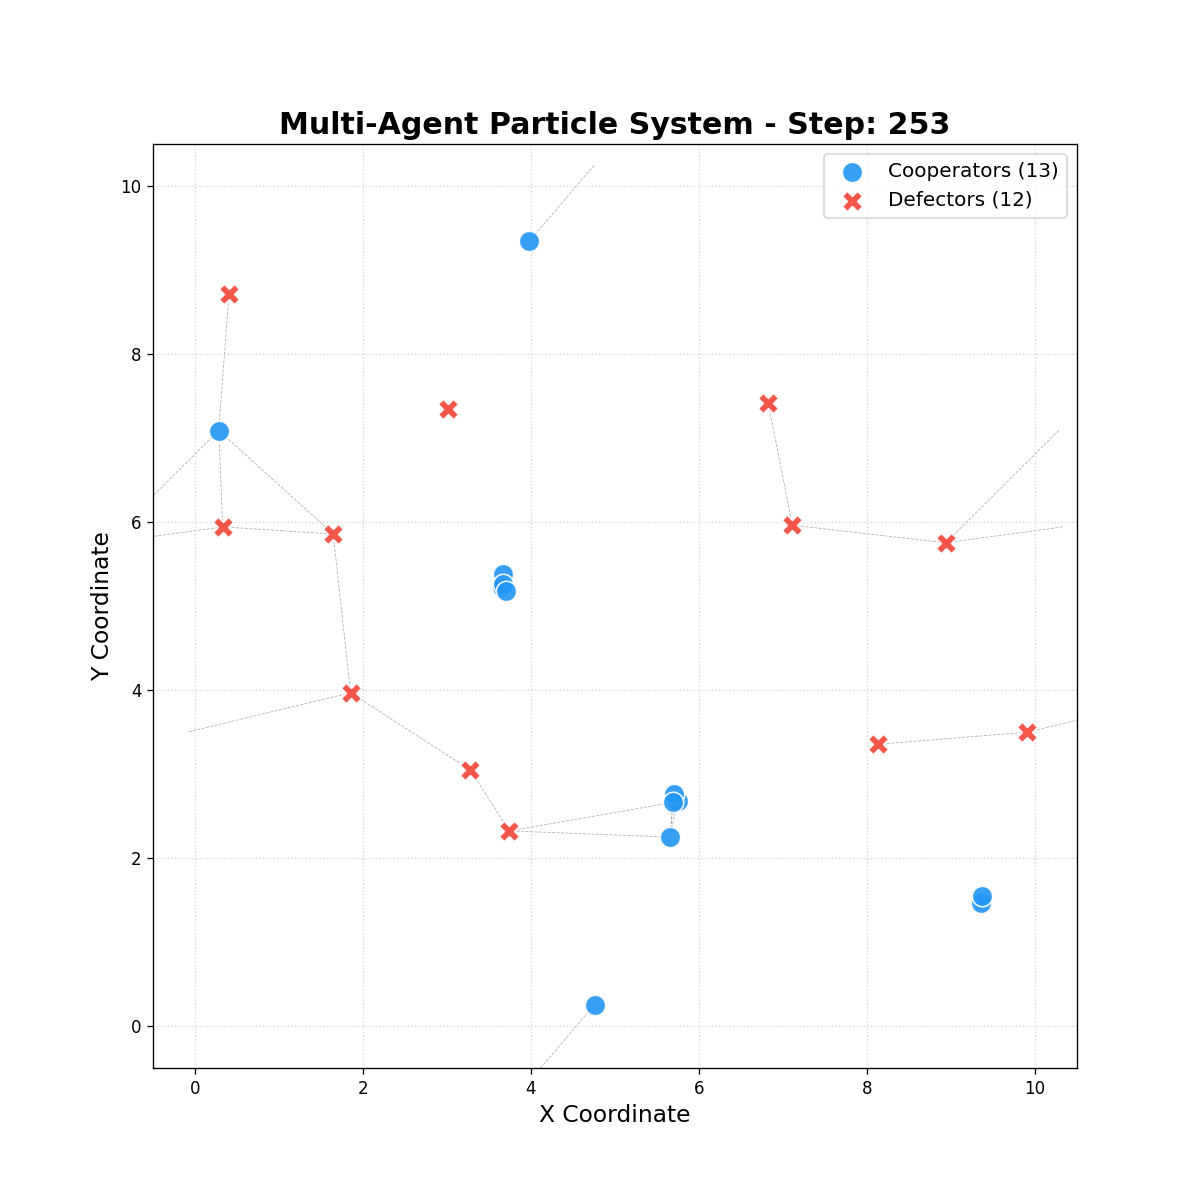 Multi-Agent Particle System - Step: 253
Cooperators (13)
Defectors (12)
Y Coordinate
10
8
6
4
2
0
0 2 4 6 8 10
X Coordinate